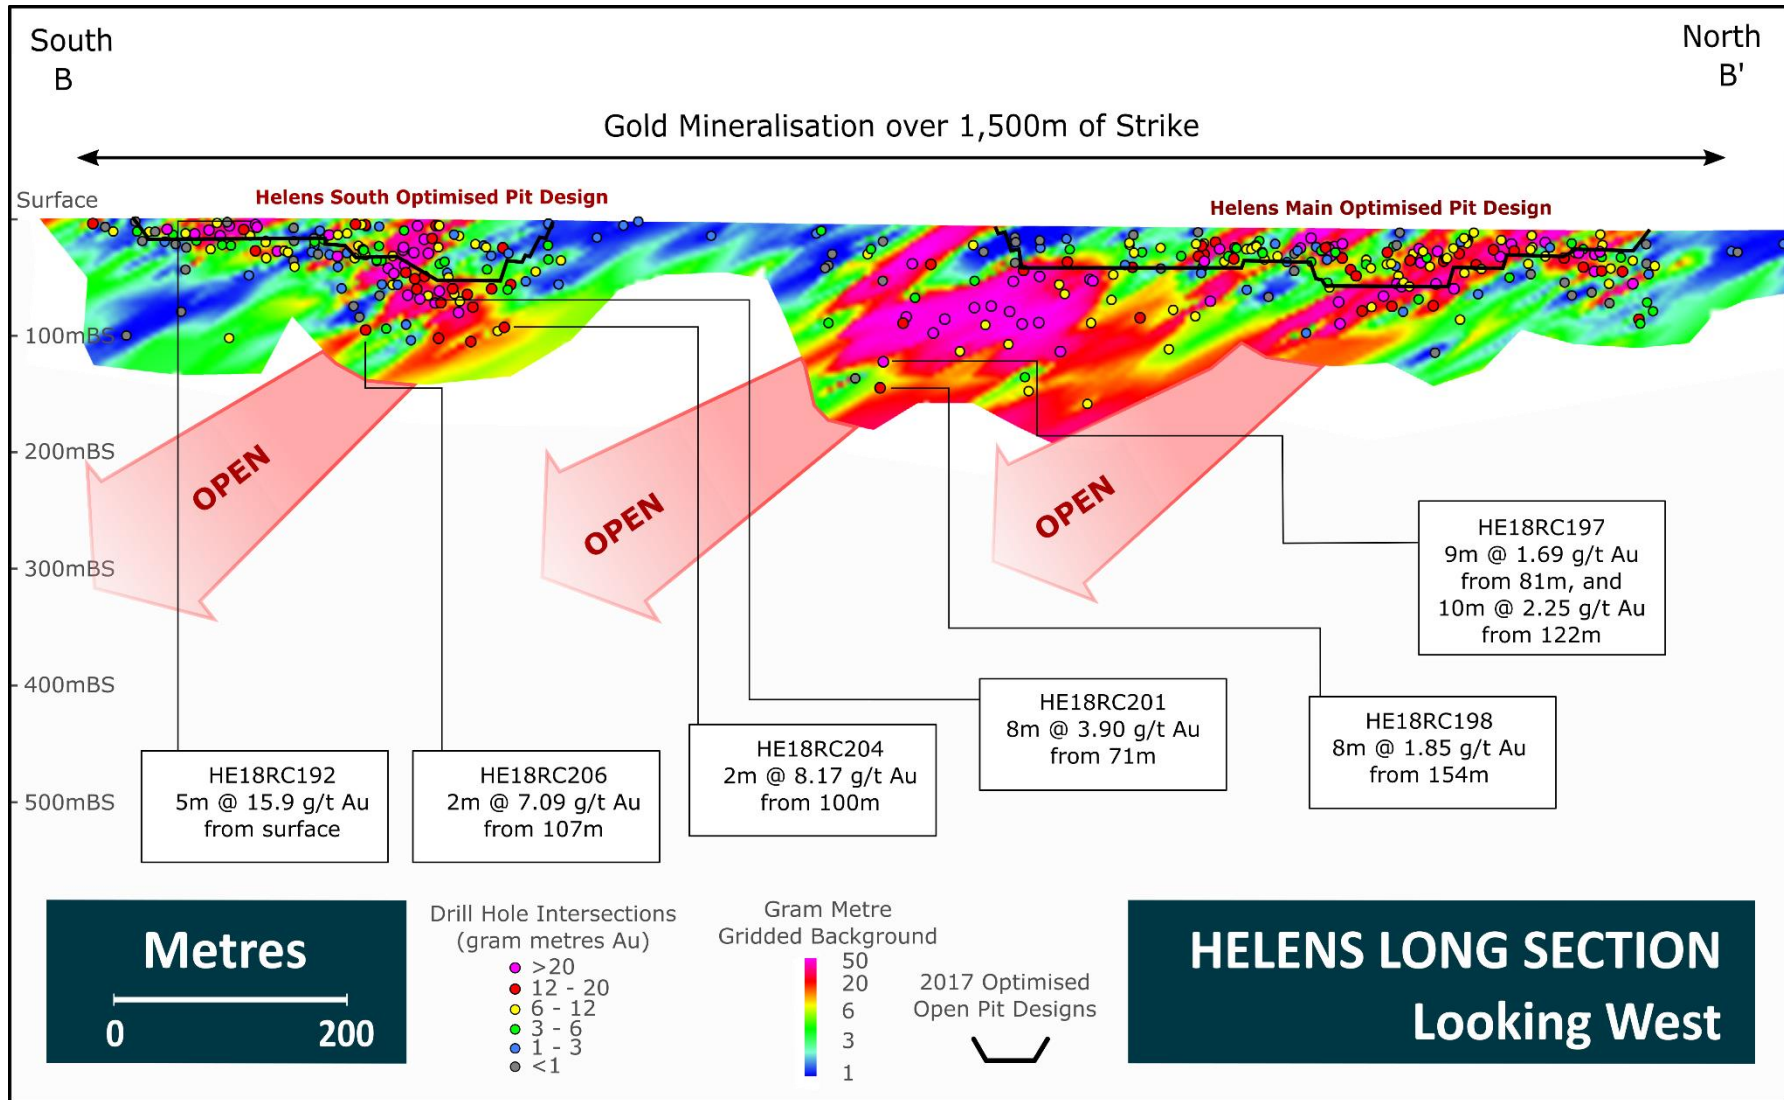 South
B
North
B'
Gold Mineralisation over 1,500m of Strike
Surface
Helens South Optimised Pit Design
Helens Main Optimised Pit Design
100mBS
200mBS
300mBS
400mBS
500mBS
OPEN
OPEN
OPEN
HE18RC197
9m @ 1.69 g/t Au
from 81m, and
10m @ 2.25 g/t Au
from 122m
HE18RC201
8m @ 3.90 g/t Au
from 71m
HE18RC198
8m @ 1.85 g/t Au
from 154m
HE18RC204
2m @ 8.17 g/t Au
from 100m
HE18RC192
5m @ 15.9 g/t Au
from surface
HE18RC206
2m @ 7.09 g/t Au
from 107m
Metres
0 200
Drill Hole Intersections
(gram metres Au)
>20
12 - 20
6 - 12
3 - 6
1 - 3
<1
Gram Metre
Gridded Background
50
20
6
3
1
2017 Optimised
Open Pit Designs
HELENS LONG SECTION
Looking West